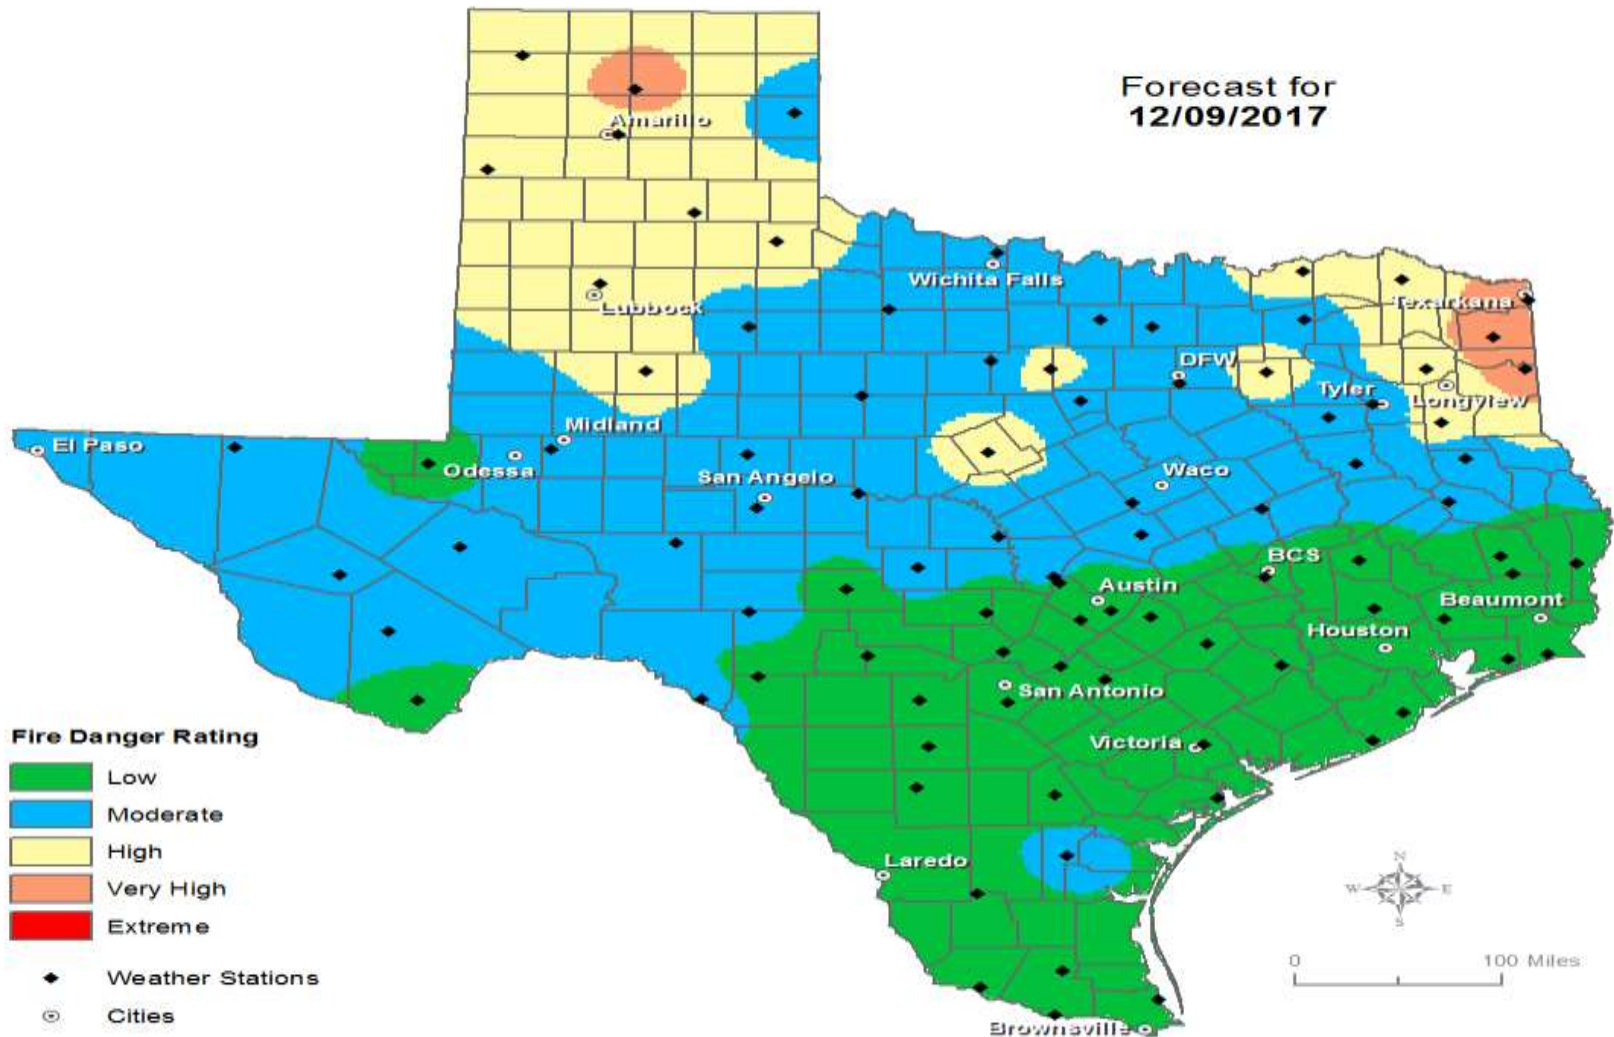 Forecast for
12/09/2017
Amarillo
Wichita Falls
Lubbock
Texarkana
DFW
Tyler
Longview
Midland
El Paso
Odessa
San Angelo
Waco
BCS
Austin
Beaumont
Houston
San Antonio
Victoria
Laredo
Brownsville
Fire Danger Rating
Low
Moderate
High
Very High
Extreme
Weather Stations
Cities
N
W E
S
0 100 Miles